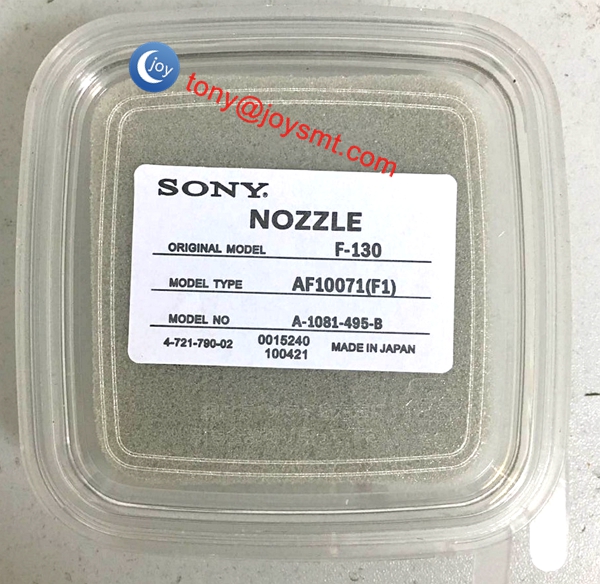 joy
tony@joysmt.com
SONY®
NOZZLE
ORIGINAL MODEL F-130
MODEL TYPE AF10071(F1)
MODEL NO A-1081-495-B
4-721-790-02 0015240 MADE IN JAPAN
100421